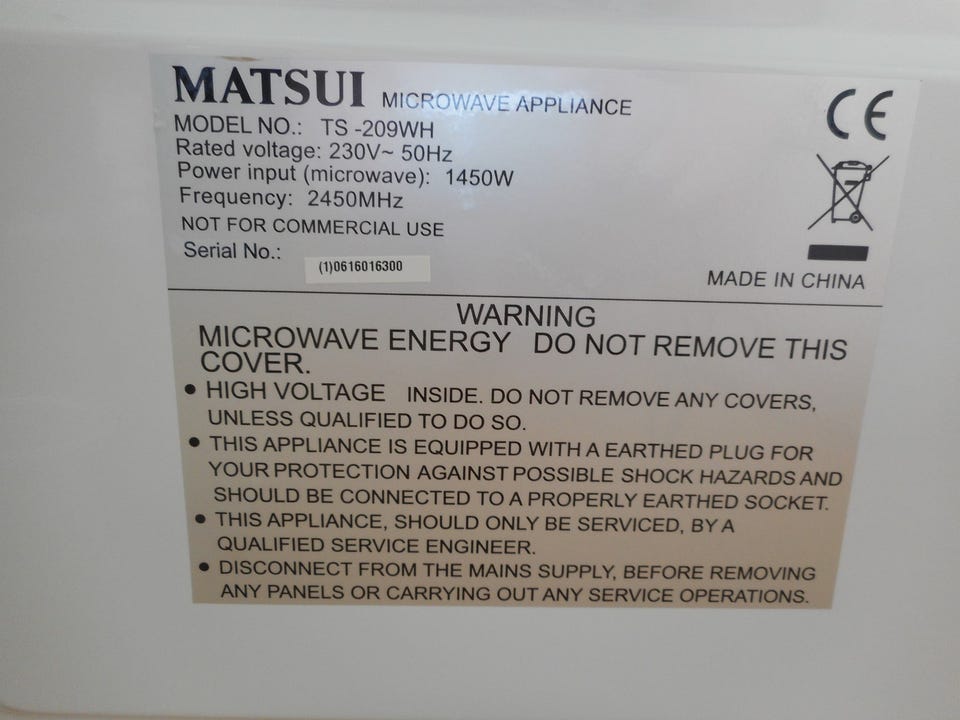 MATSUI MICROWAVE APPLIANCE
MODEL NO.: TS -209WH
Rated voltage: 230V~ 50Hz
Power input (microwave): 1450W
Frequency: 2450MHz
NOT FOR COMMERCIAL USE
Serial No.: (1)0616016300
CE
MADE IN CHINA
WARNING
MICROWAVE ENERGY DO NOT REMOVE THIS
COVER.
• HIGH VOLTAGE INSIDE. DO NOT REMOVE ANY COVERS,
UNLESS QUALIFIED TO DO SO.
• THIS APPLIANCE IS EQUIPPED WITH A EARTHED PLUG FOR
YOUR PROTECTION AGAINST POSSIBLE SHOCK HAZARDS AND
SHOULD BE CONNECTED TO A PROPERLY EARTHED SOCKET.
• THIS APPLIANCE, SHOULD ONLY BE SERVICED, BY A
QUALIFIED SERVICE ENGINEER.
• DISCONNECT FROM THE MAINS SUPPLY, BEFORE REMOVING
ANY PANELS OR CARRYING OUT ANY SERVICE OPERATIONS.